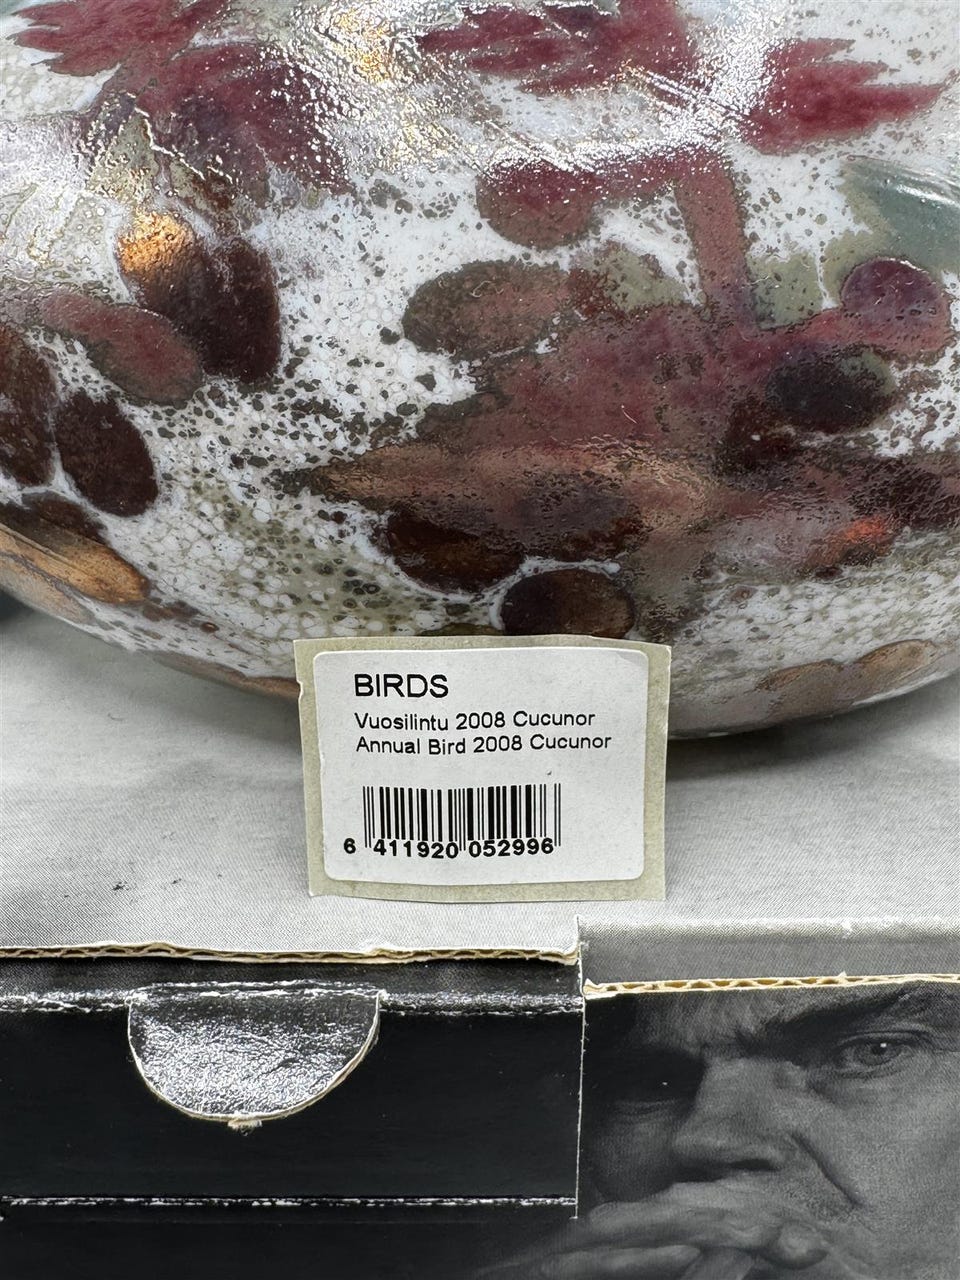 BIRDS
Vuosilintu 2008 Cucunor
Annual Bird 2008 Cucunor
6 411920 052996